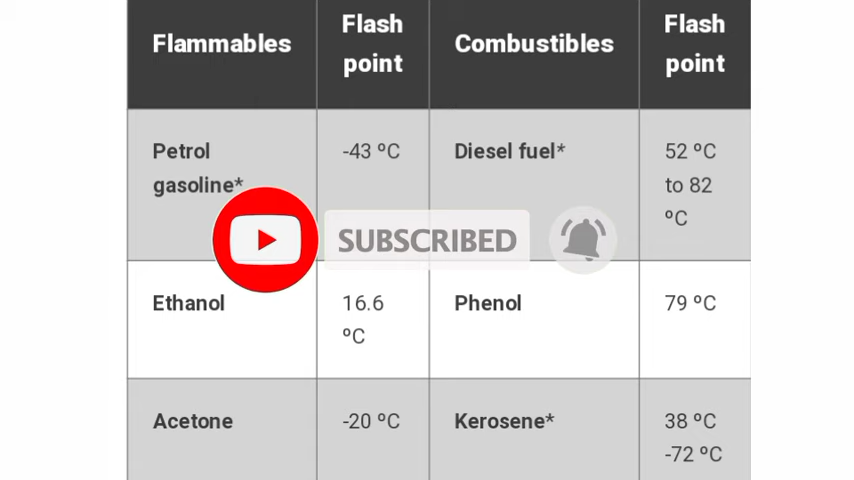 Flammables
Flash
point
Combustibles
Flash
point
Petrol
gasoline*
-43 ºC
Diesel fuel*
52 ºC
to 82
ºC
SUBSCRIBED
Ethanol
16.6
ºC
Phenol
79 ºC
Acetone
-20 ºC
Kerosene*
38 ºC
-72 ºC